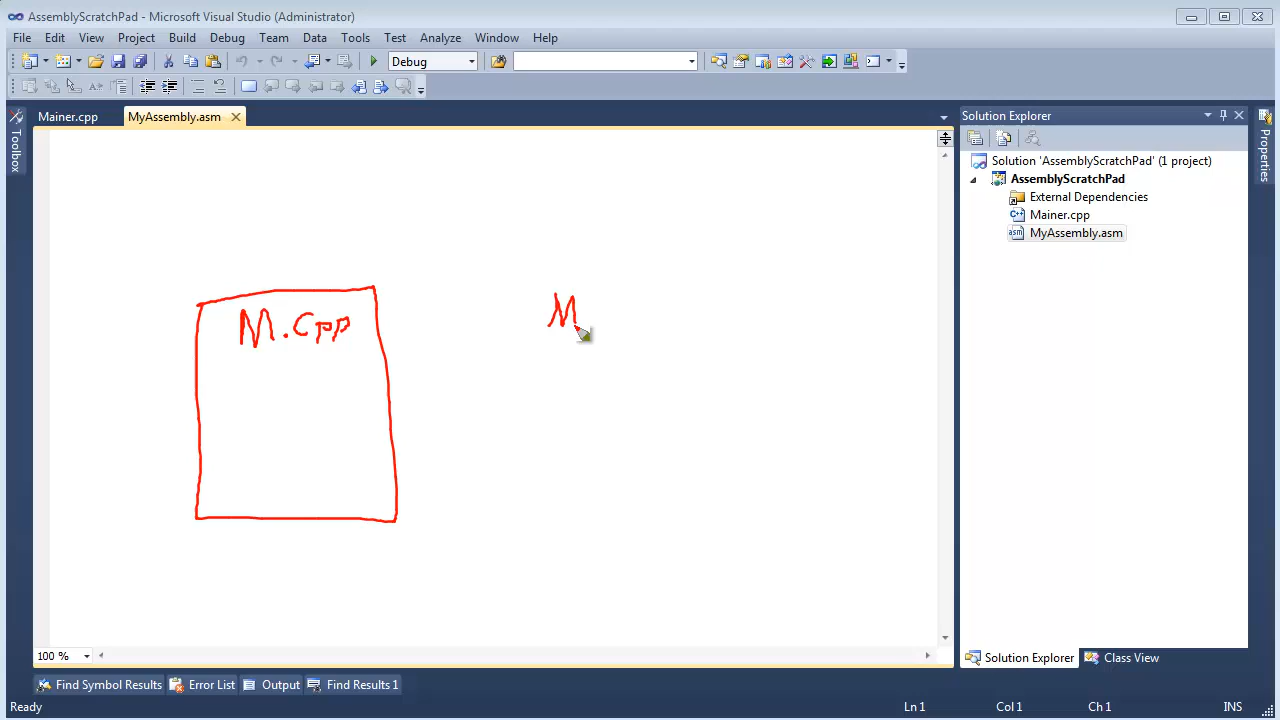 AssemblyScratchPad - Microsoft Visual Studio (Administrator)
File Edit View Project Build Debug Team Data Tools Test Analyze Window Help
Debug
Mainer.cpp MyAssembly.asm
Solution Explorer
Toolbox
Properties
Solution 'AssemblyScratchPad' (1 project)
AssemblyScratchPad
External Dependencies
Mainer.cpp
MyAssembly.asm
M.Cpp
M
100 %
Solution Explorer Class View
Find Symbol Results Error List Output Find Results 1
Ready Ln 1 Col 1 Ch 1 INS